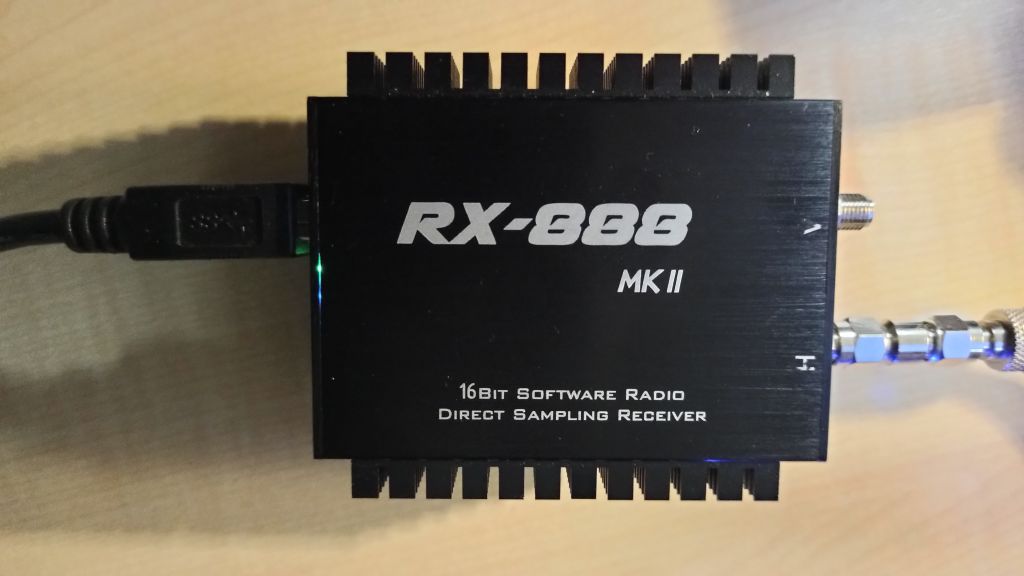 RX-888
MK II
16Bit Software Radio
Direct Sampling Receiver
V
H